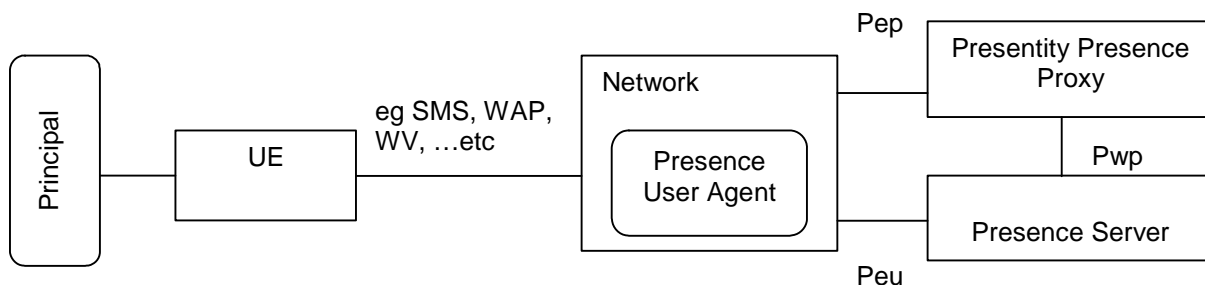 Principal
UE
eg SMS, WAP,
WV, …etc
Network
Presence
User Agent
Pep
Presentity Presence
Proxy
Pwp
Presence Server
Peu